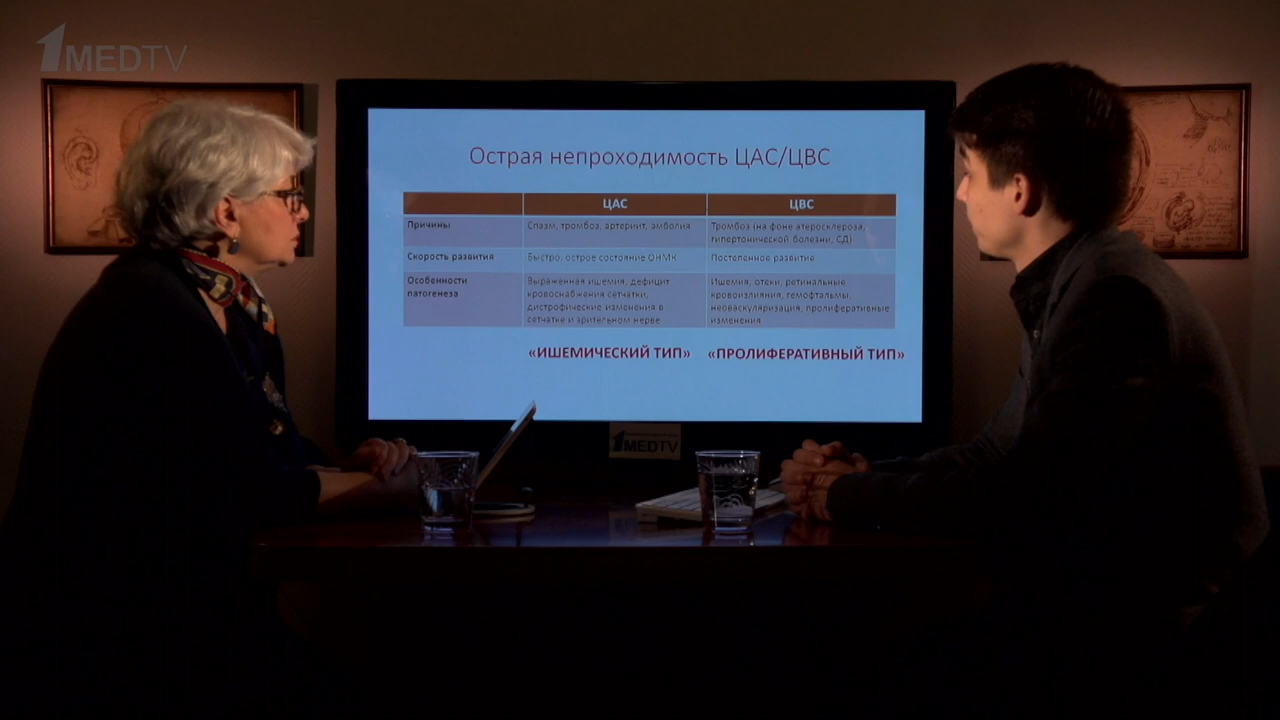 1MEDTV
Острая непроходимость ЦАС/ЦВС
ЦАС
ЦВС
Причины
Спазм, тромбоз, артериит, эмболия
Тромбоз (на фоне атеросклероза,
гипертонической болезни, СД)
Скорость развития
Быстро, острое состояние ОНМК
Постепенное развитие
Особенности
патогенеза
Выраженная ишемия, дефицит
кровоснабжения сетчатки,
дистрофические изменения в
сетчатке и зрительном нерве
Ишемия, отеки, ретинальные
кровоизлияния, гемофтальмы,
неоваскуляризация, пролиферативные
изменения
«ИШЕМИЧЕСКИЙ ТИП»
«ПРОЛИФЕРАТИВНЫЙ ТИП»
1MEDTV